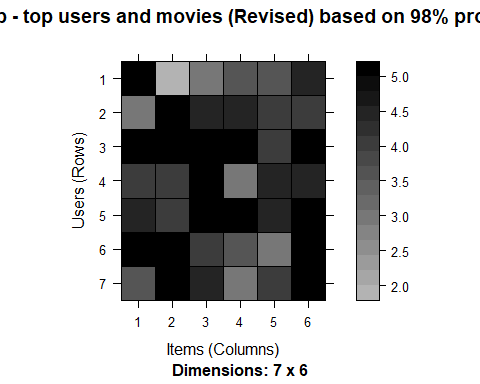 - top users and movies (Revised) based on 98%
5.0
4.5
4.0
3.5
3.0
2.5
2.0
1
2
3
4
5
6
7
Users (Rows)
1 2 3 4 5 6
Items (Columns)
Dimensions: 7 x 6